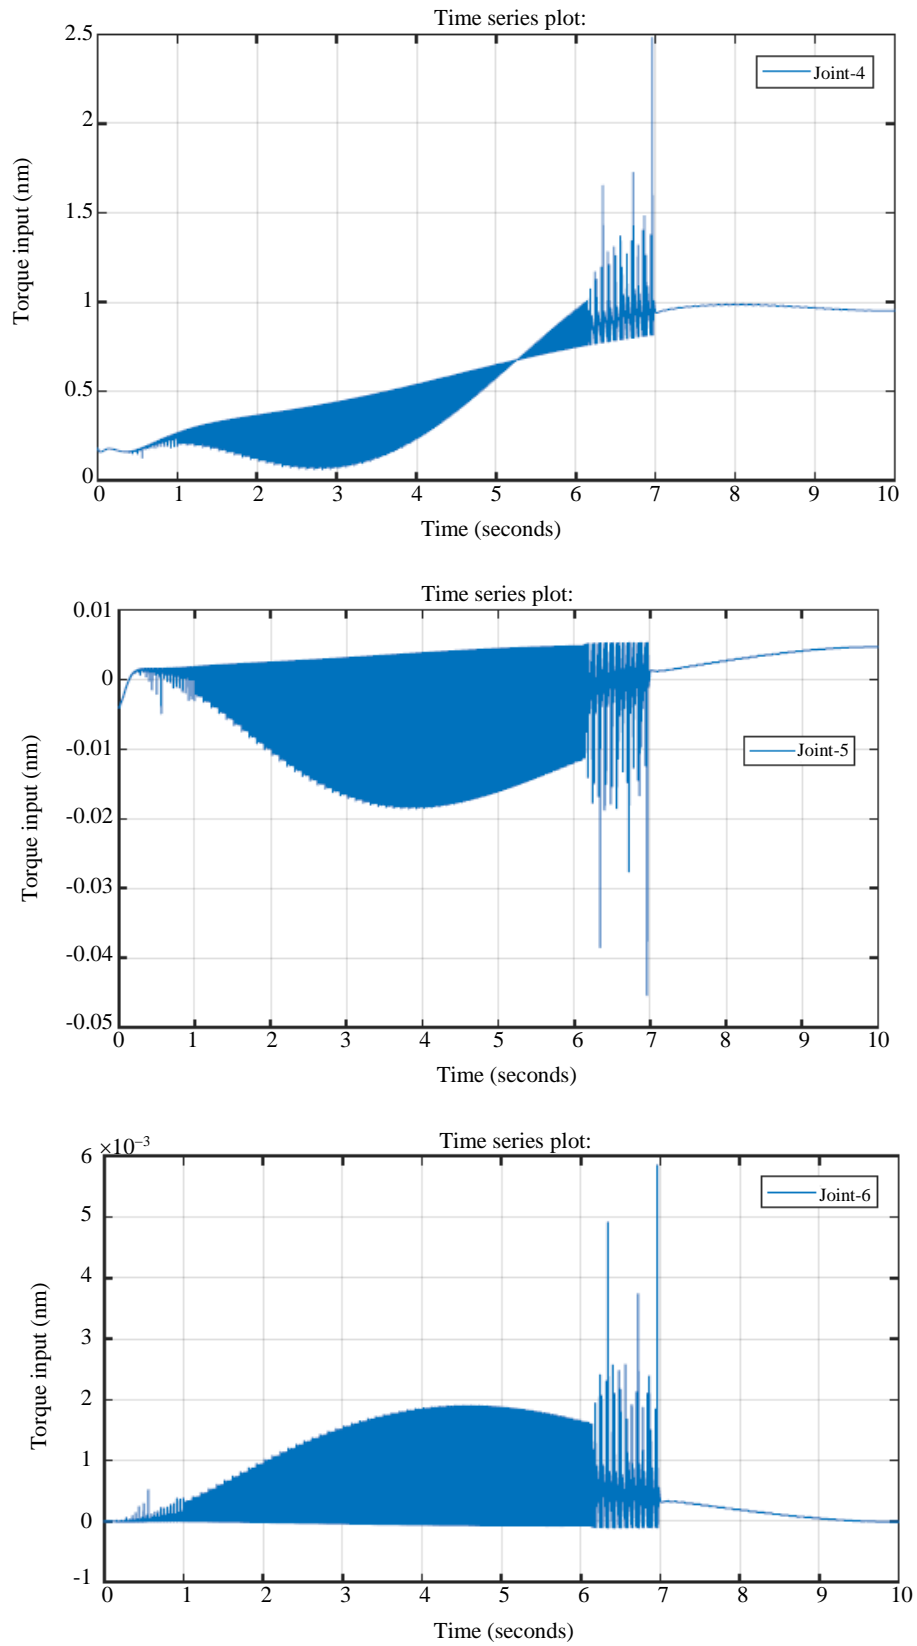 Time series plot:
2.5
2
1.5
1
0.5
0
Torque input (nm)
Joint-4
0 1 2 3 4 5 6 7 8 9 10
Time (seconds)
Time series plot:
0.01
0
-0.01
-0.02
-0.03
-0.04
-0.05
Torque input (nm)
Joint-5
0 1 2 3 4 5 6 7 8 9 10
Time (seconds)
Time series plot:
×10⁻³
6
5
4
3
2
1
0
-1
Torque input (nm)
Joint-6
0 1 2 3 4 5 6 7 8 9 10
Time (seconds)